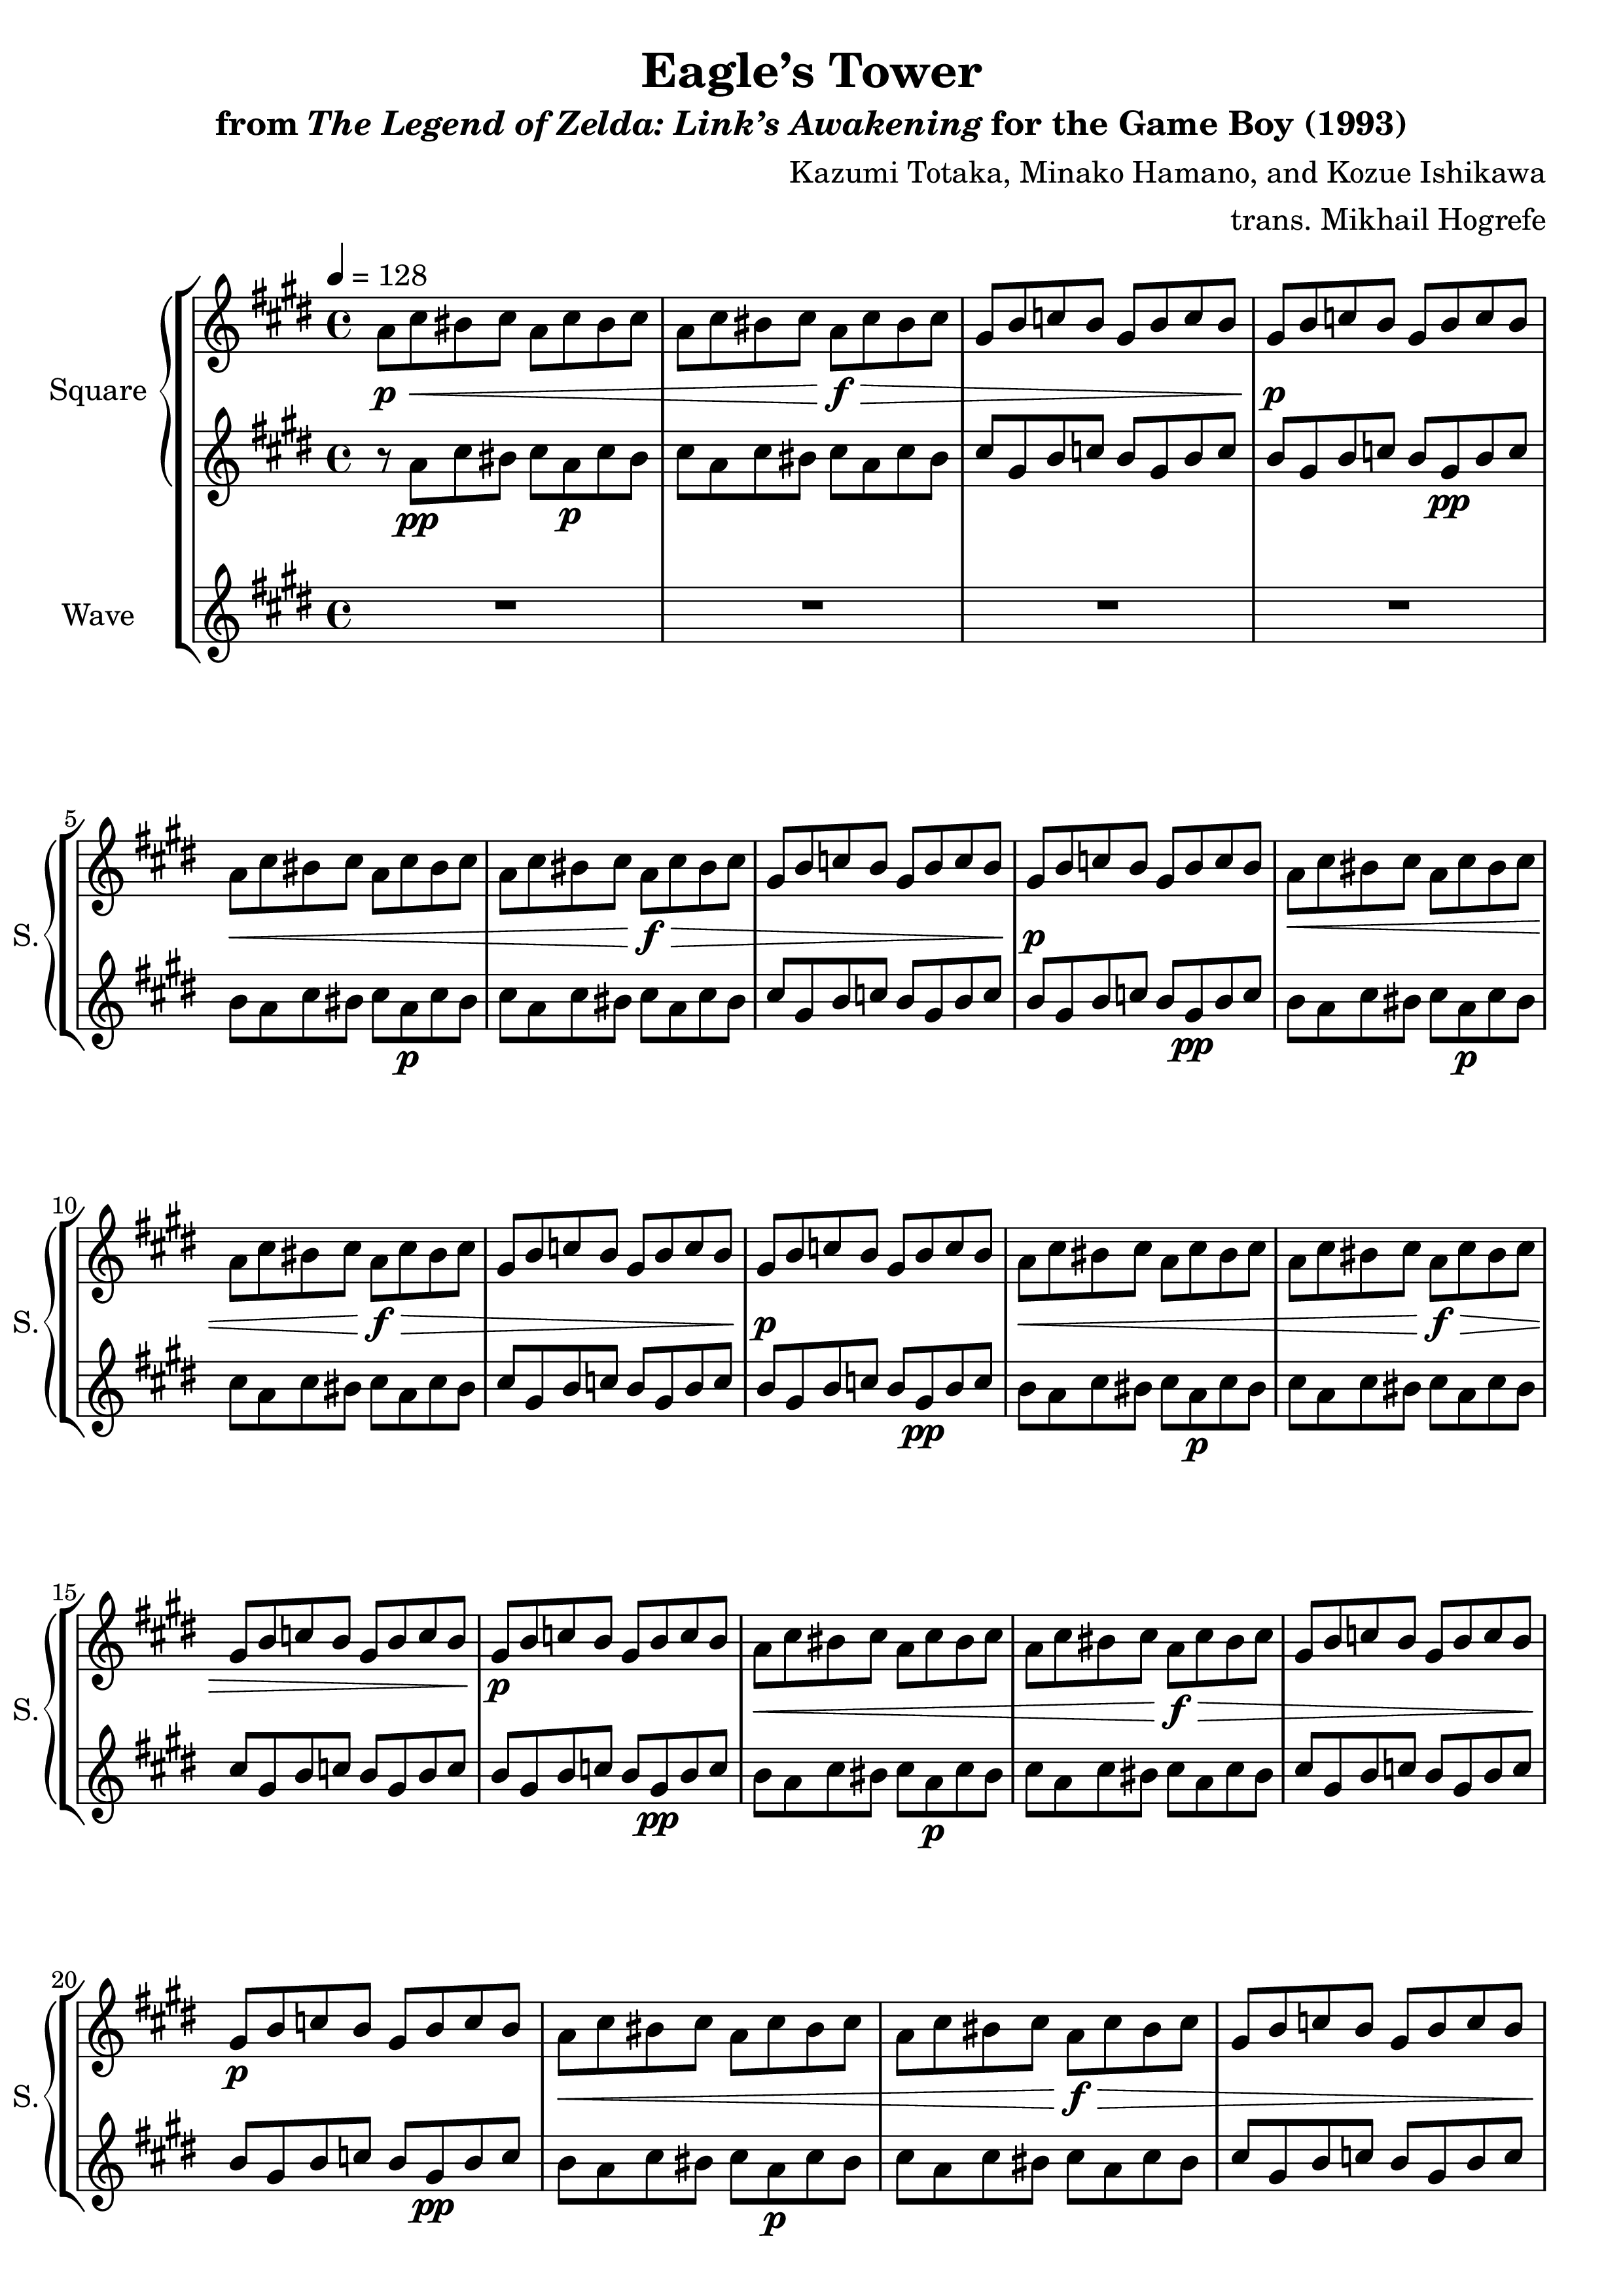 Eagle’s Tower
from The Legend of Zelda: Link’s Awakening for the Game Boy (1993)
Kazumi Totaka, Minako Hamano, and Kozue Ishikawa
trans. Mikhail Hogrefe
= 128
Square
p f p
pp p pp
Wave
5
S.
f p
p pp p
10
S.
f p f
pp p
15
S.
p f
pp p
20
S.
p f
pp p